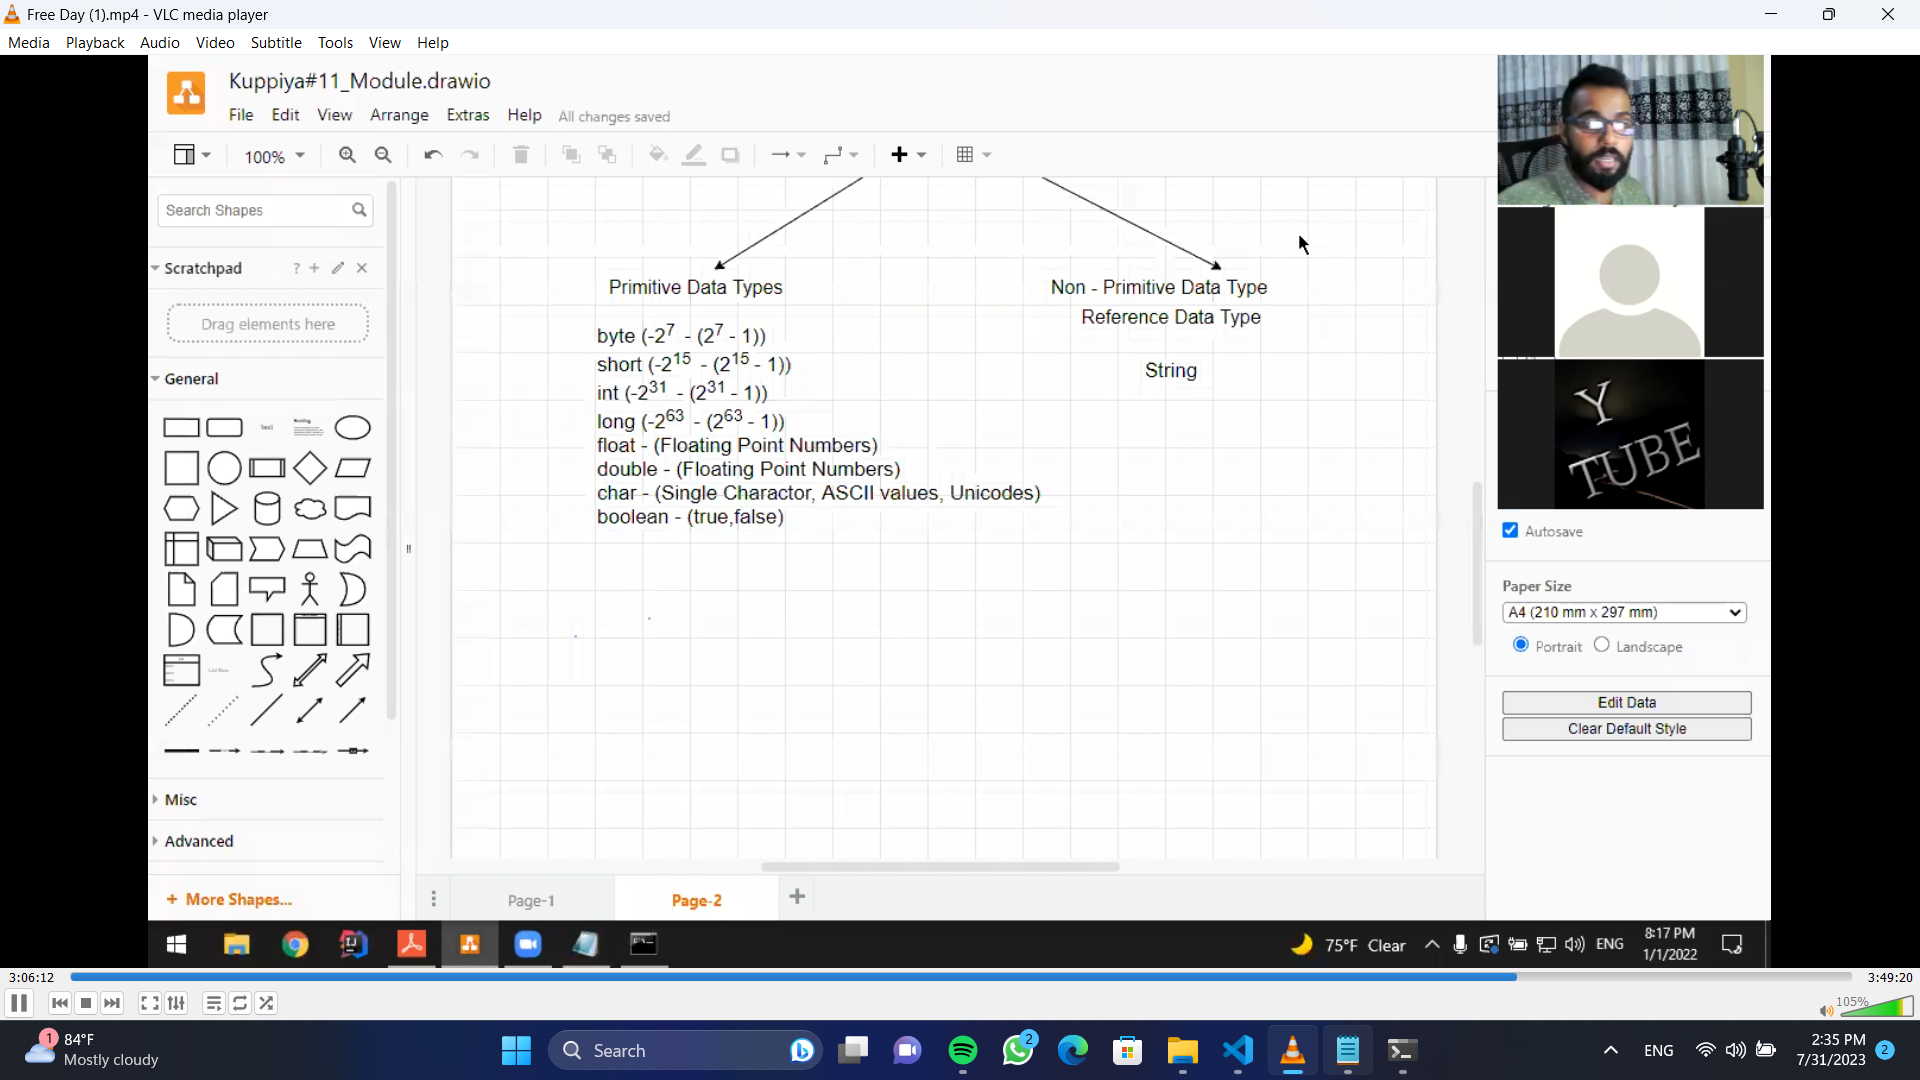 Free Day (1).mp4 - VLC media player
Media Playback Audio Video Subtitle Tools View Help
Kuppiya#11_Module.drawio
File Edit View Arrange Extras Help All changes saved
100%
Search Shapes
Scratchpad ? +
Drag elements here
General
Primitive Data Types
byte (-2^7 - (2^7 - 1))
short (-2^15 - (2^15 - 1))
int (-2^31 - (2^31 - 1))
long (-2^63 - (2^63 - 1))
float - (Floating Point Numbers)
double - (Floating Point Numbers)
char - (Single Charactor, ASCII values, Unicodes)
boolean - (true,false)
Non - Primitive Data Type
Reference Data Type
String
Y
TUBE
Autosave
Paper Size
A4 (210 mm x 297 mm)
Portrait Landscape
Edit Data
Clear Default Style
Misc
Advanced
+ More Shapes...
Page-1 Page-2 +
75°F Clear ENG 8:17 PM
1/1/2022
3:06:12 3:49:20
105%
1 84°F
Mostly cloudy
Search
2
ENG 2:35 PM
7/31/2023 2